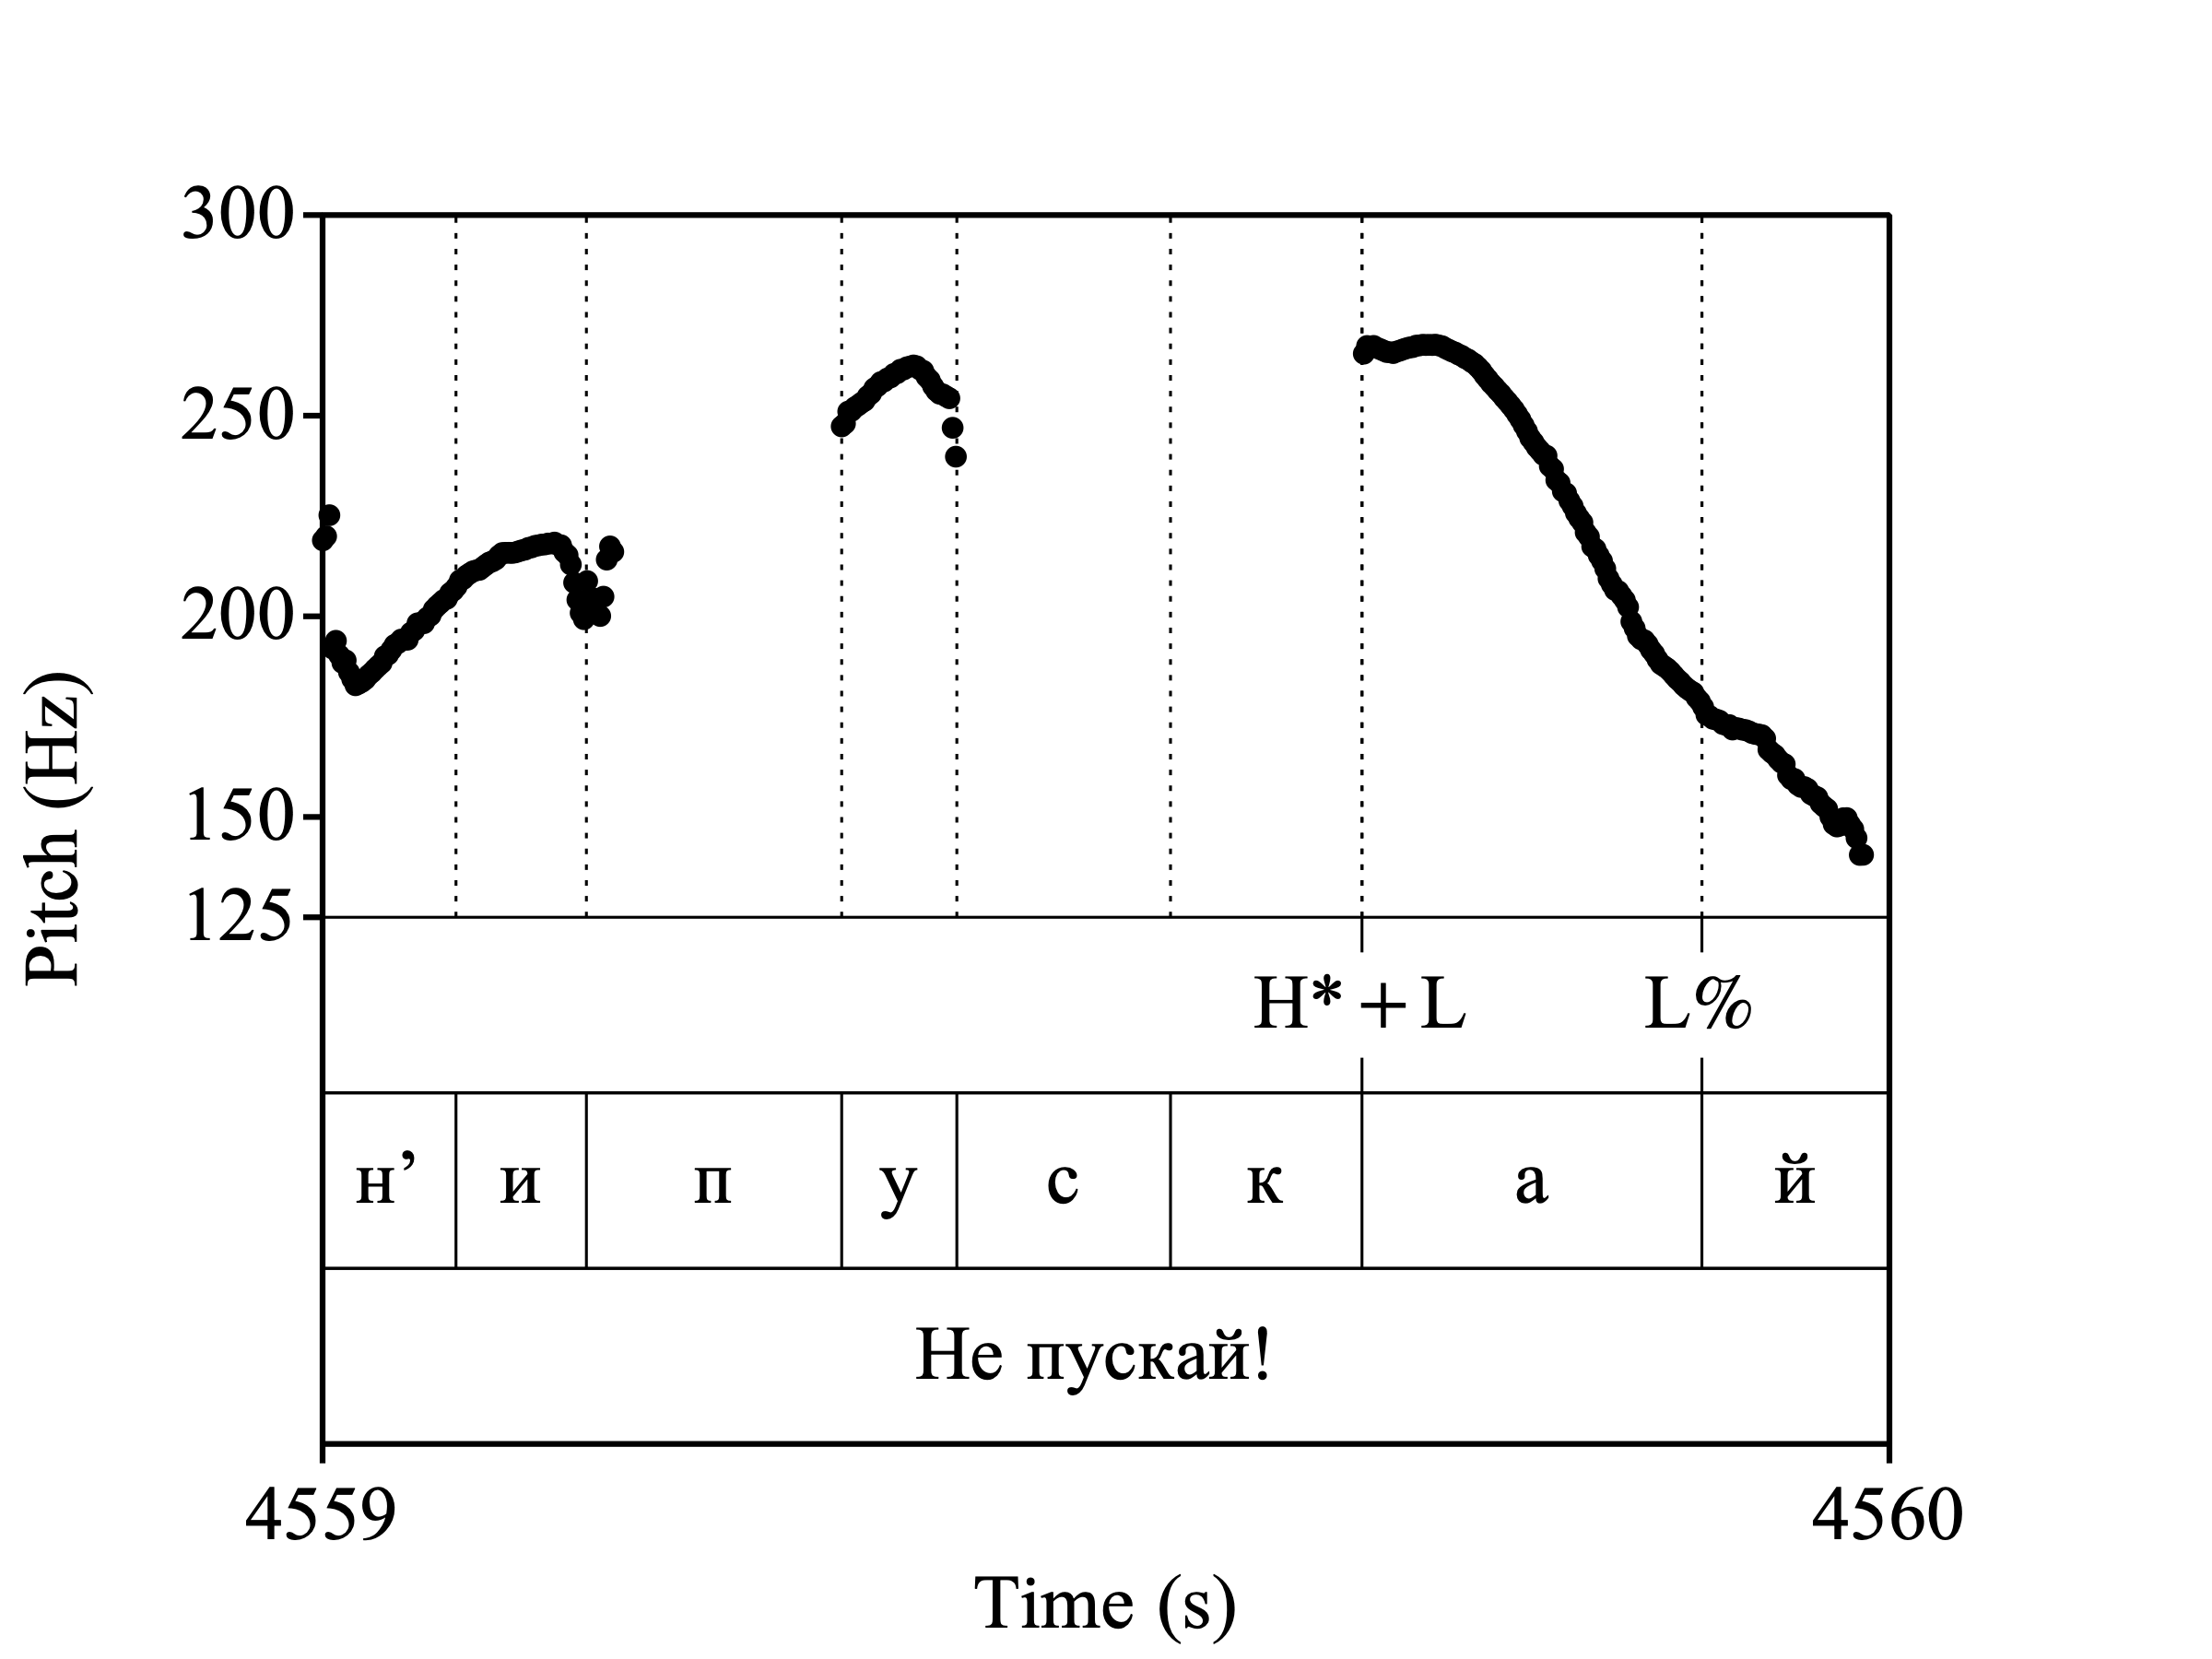 300
250
200
150
125
Pitch (Hz)
H* + L L%
н’ и п у с к а й
Не пускай!
4559 4560
Time (s)